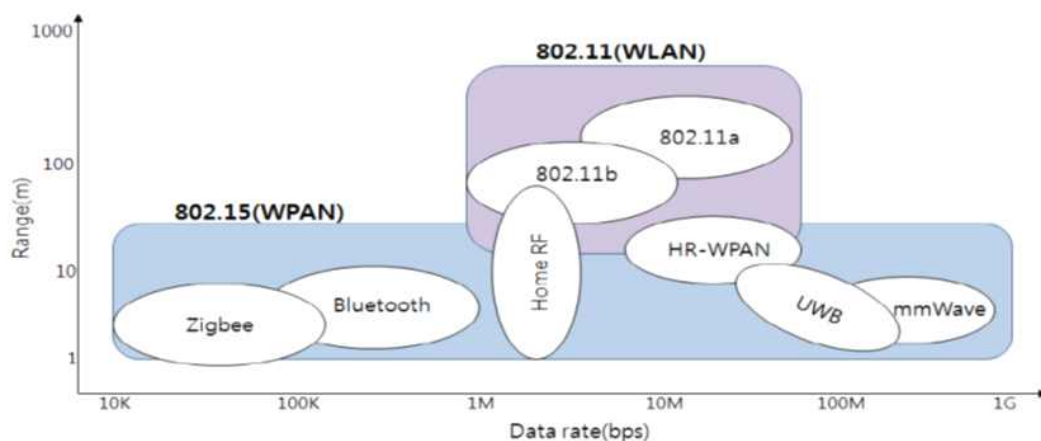 1000
802.11(WLAN)
802.11a
100
802.11b
802.15(WPAN)
Range(m)
HR-WPAN
Home RF
10
Bluetooth
UWB
mmWave
Zigbee
1
10K 100K 1M 10M 100M 1G
Data rate(bps)